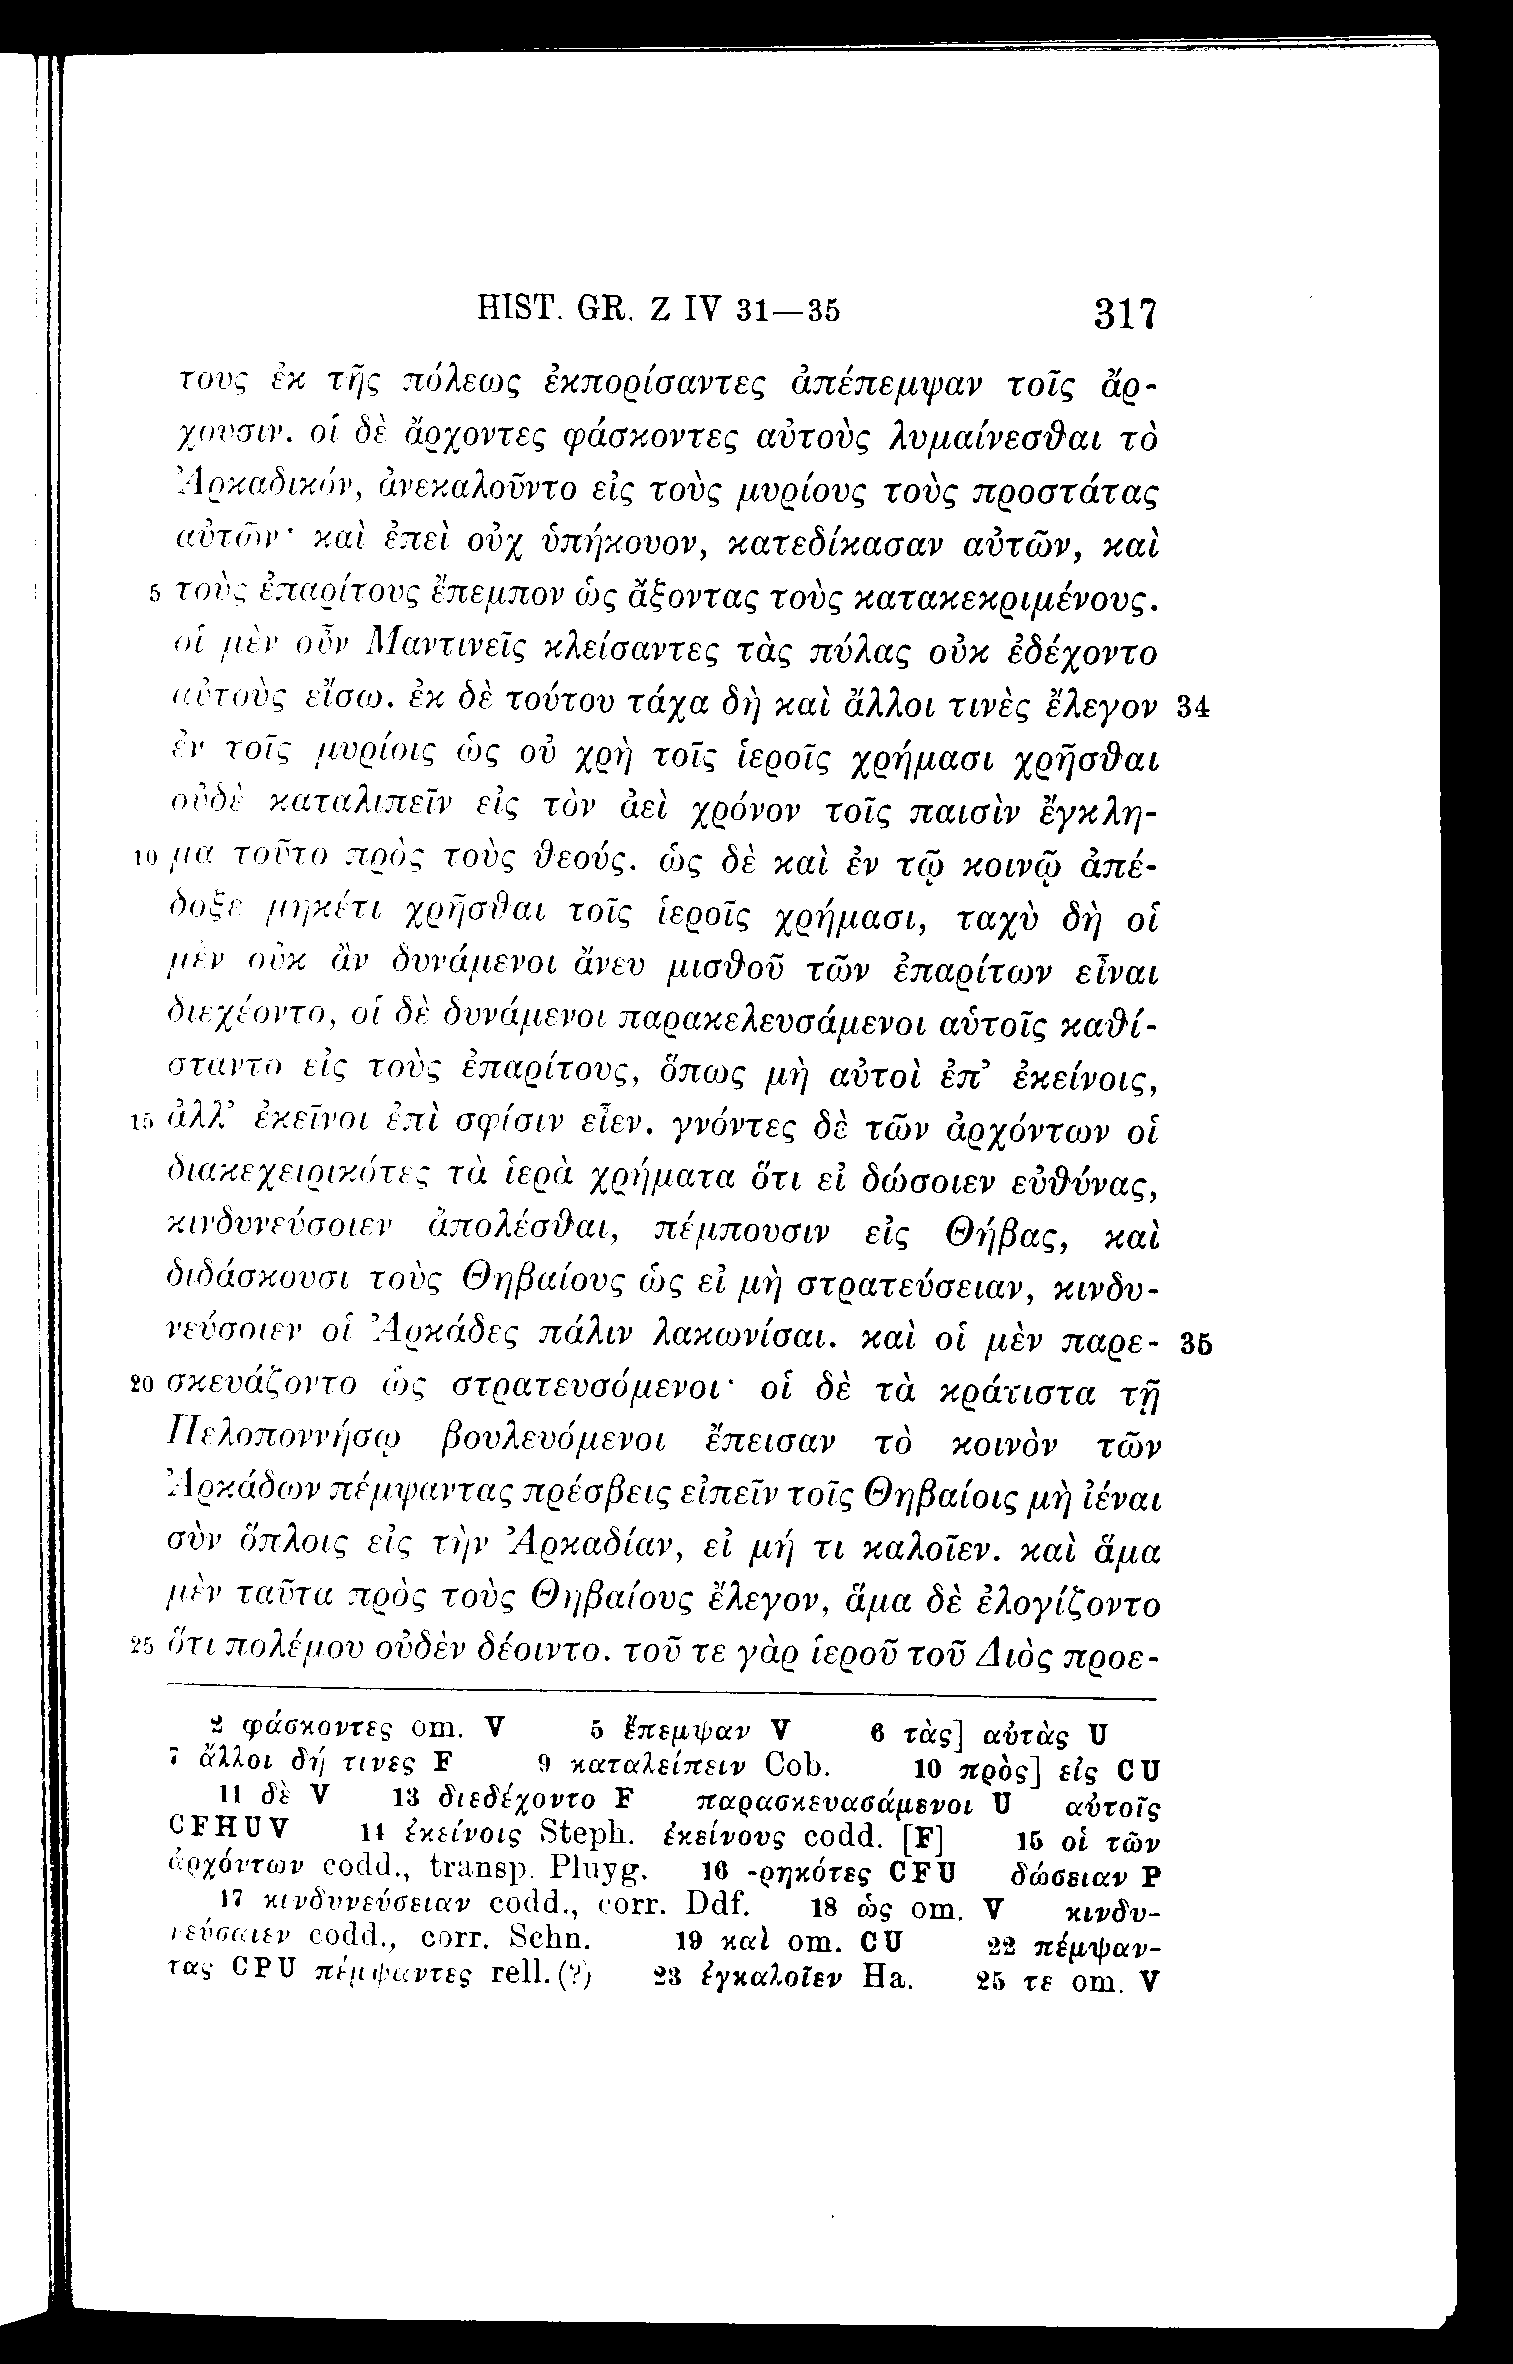 HIST. GR. Z IV 31—35 317
τους ἐκ τῆς πόλεως ἐκπορίσαντες ἀπέπεμψαν τοῖς ἄρ-
χουσιν. οἱ δὲ ἄρχοντες φάσκοντες αὐτοὺς λυμαίνεσθαι τὸ
Ἀρκαδικόν, ἀνεκαλοῦντο εἰς τοὺς μυρίους τοὺς προστάτας
αὐτῶν· καὶ ἐπεὶ οὐχ ὑπήκουον, κατεδίκασαν αὐτῶν, καὶ
5 τοὺς ἐπαρίτους ἔπεμπον ὡς ἄξοντας τοὺς κατακεκριμένους.
οἱ μὲν οὖν Μαντινεῖς κλείσαντες τὰς πύλας οὐκ ἐδέχοντο
αὐτοὺς εἴσω. ἐκ δὲ τούτου τάχα δὴ καὶ ἄλλοι τινὲς ἔλεγον 34
ἐν τοῖς μυρίοις ὡς οὐ χρὴ τοῖς ἱεροῖς χρήμασι χρῆσθαι
οὐδὲ καταλιπεῖν εἰς τὸν ἀεὶ χρόνον τοῖς παισὶν ἔγκλη-
10 μα τοῦτο πρὸς τοὺς θεούς. ὡς δὲ καὶ ἐν τῷ κοινῷ ἀπέ-
δοξε μηκέτι χρῆσθαι τοῖς ἱεροῖς χρήμασι, ταχὺ δὴ οἱ
μὲν οὐκ ἂν δυνάμενοι ἄνευ μισθοῦ τῶν ἐπαρίτων εἶναι
διεχέοντο, οἱ δὲ δυνάμενοι παρακελευσάμενοι αὑτοῖς καθί-
σταντο εἰς τοὺς ἐπαρίτους, ὅπως μὴ αὐτοὶ ἐπ’ ἐκείνοις,
15 ἀλλ’ ἐκεῖνοι ἐπὶ σφίσιν εἶεν. γνόντες δὲ τῶν ἀρχόντων οἱ
διακεχειρικότες τὰ ἱερὰ χρήματα ὅτι εἰ δώσοιεν εὐθύνας,
κινδυνεύσοιεν ἀπολέσθαι, πέμπουσιν εἰς Θήβας, καὶ
διδάσκουσι τοὺς Θηβαίους ὡς εἰ μὴ στρατεύσειαν, κινδυ-
νεύσοιεν οἱ Ἀρκάδες πάλιν λακωνίσαι. καὶ οἱ μὲν παρε- 35
20 σκευάζοντο ὡς στρατευσόμενοι· οἱ δὲ τὰ κράτιστα τῇ
Πελοποννήσῳ βουλευόμενοι ἔπεισαν τὸ κοινὸν τῶν
Ἀρκάδων πέμψαντας πρέσβεις εἰπεῖν τοῖς Θηβαίοις μὴ ἰέναι
σὺν ὅπλοις εἰς τὴν Ἀρκαδίαν, εἰ μή τι καλοῖεν. καὶ ἅμα
μὲν ταῦτα πρὸς τοὺς Θηβαίους ἔλεγον, ἅμα δὲ ἐλογίζοντο
25 ὅτι πολέμου οὐδὲν δέοιντο. τοῦ τε γὰρ ἱεροῦ τοῦ Διὸς προε-
2 φάσκοντες om. V 5 ἔπεμψαν V 6 τὰς] αὐτὰς U
7 ἄλλοι δή τινες F 9 καταλείπειν Cob. 10 πρὸς] εἰς CU
11 δὲ V 13 διεδέχοντο F παρασκευασάμενοι U αὐτοῖς
CFHUV 14 ἐκείνοις Steph. ἐκείνους codd. [F] 15 οἱ τῶν
ἀρχόντων codd., transp. Pluyg. 16 -ρηκότες CFU δώσειαν P
17 κινδυνεύσειαν codd., corr. Ddf. 18 ὡς om. V κινδυ-
νεύσαιεν codd., corr. Schn. 19 καὶ om. CU 22 πέμψαν-
τας CPU πέμψαντες rell. (?) 23 ἐγκαλοῖεν Ha. 25 τε om. V